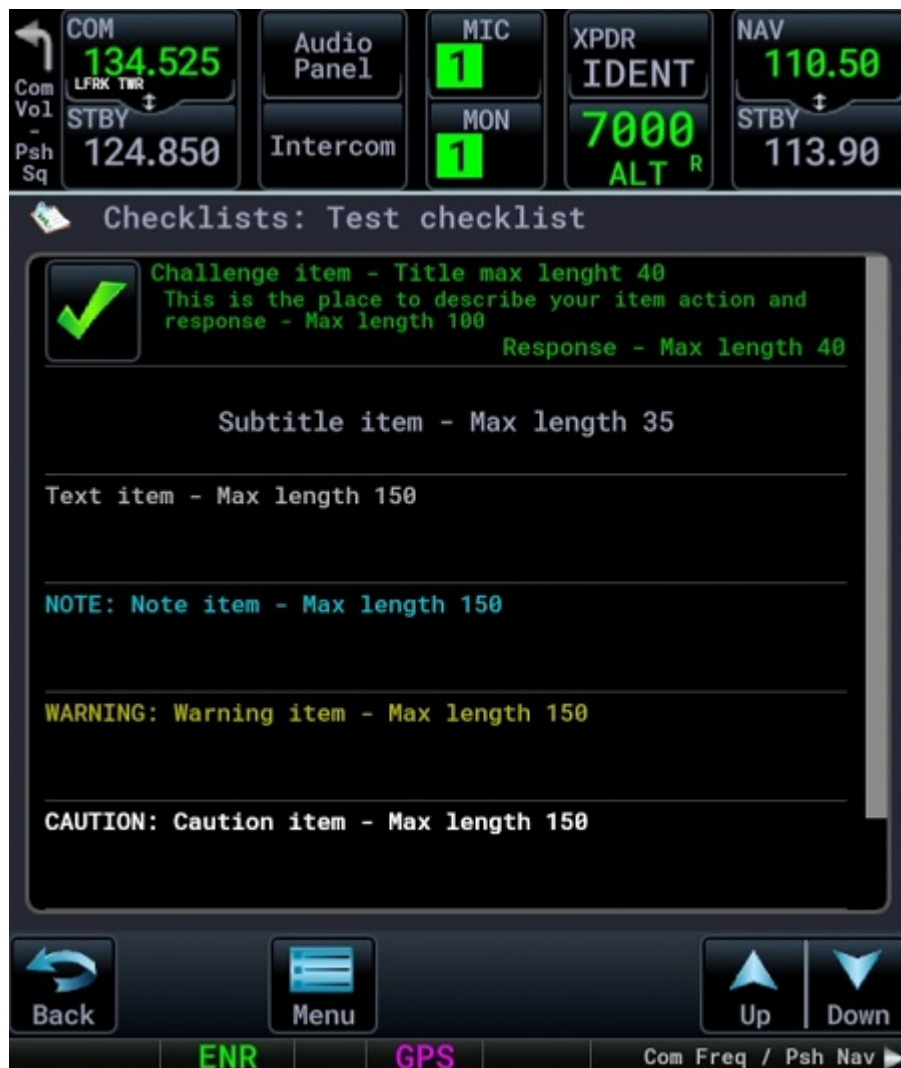 COM
134.525
LFRK TWR
STBY
124.850
Com
Vol
-
Psh
Sq
Audio
Panel
Intercom
MIC
1
MON
1
XPDR
IDENT
7000
ALT R
NAV
110.50
STBY
113.90
Checklists: Test checklist
Challenge item - Title max lenght 40
This is the place to describe your item action and
response - Max length 100
Response - Max length 40
Subtitle item - Max length 35
Text item - Max length 150
NOTE: Note item - Max length 150
WARNING: Warning item - Max length 150
CAUTION: Caution item - Max length 150
Back
Menu
Up
Down
ENR
GPS
Com Freq / Psh Nav